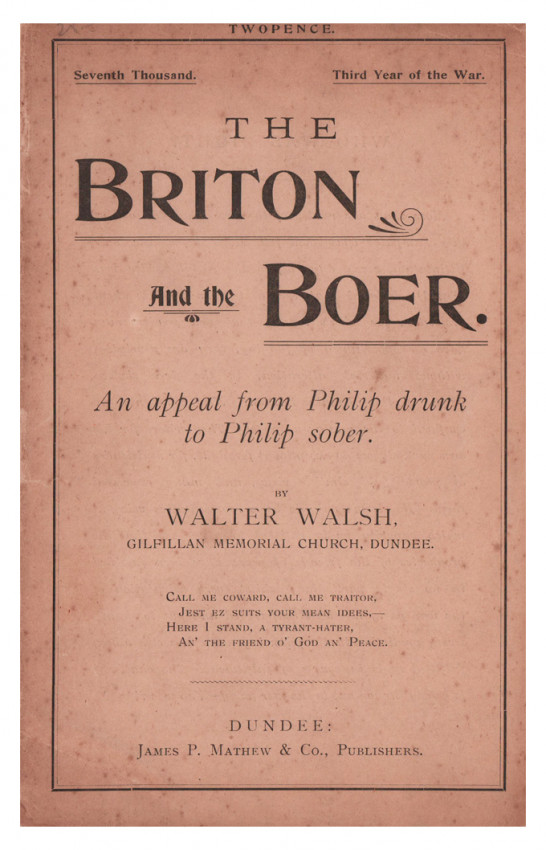 TWOPENCE.
Seventh Thousand. Third Year of the War.
THE
BRITON
And the BOER.
An appeal from Philip drunk
to Philip sober.
BY
WALTER WALSH,
GILFILLAN MEMORIAL CHURCH, DUNDEE.
CALL ME COWARD, CALL ME TRAITOR,
JEST EZ SUITS YOUR MEAN IDEES,—
HERE I STAND, A TYRANT-HATER,
AN' THE FRIEND O' GOD AN' PEACE.
DUNDEE:
JAMES P. MATHEW & CO., PUBLISHERS.